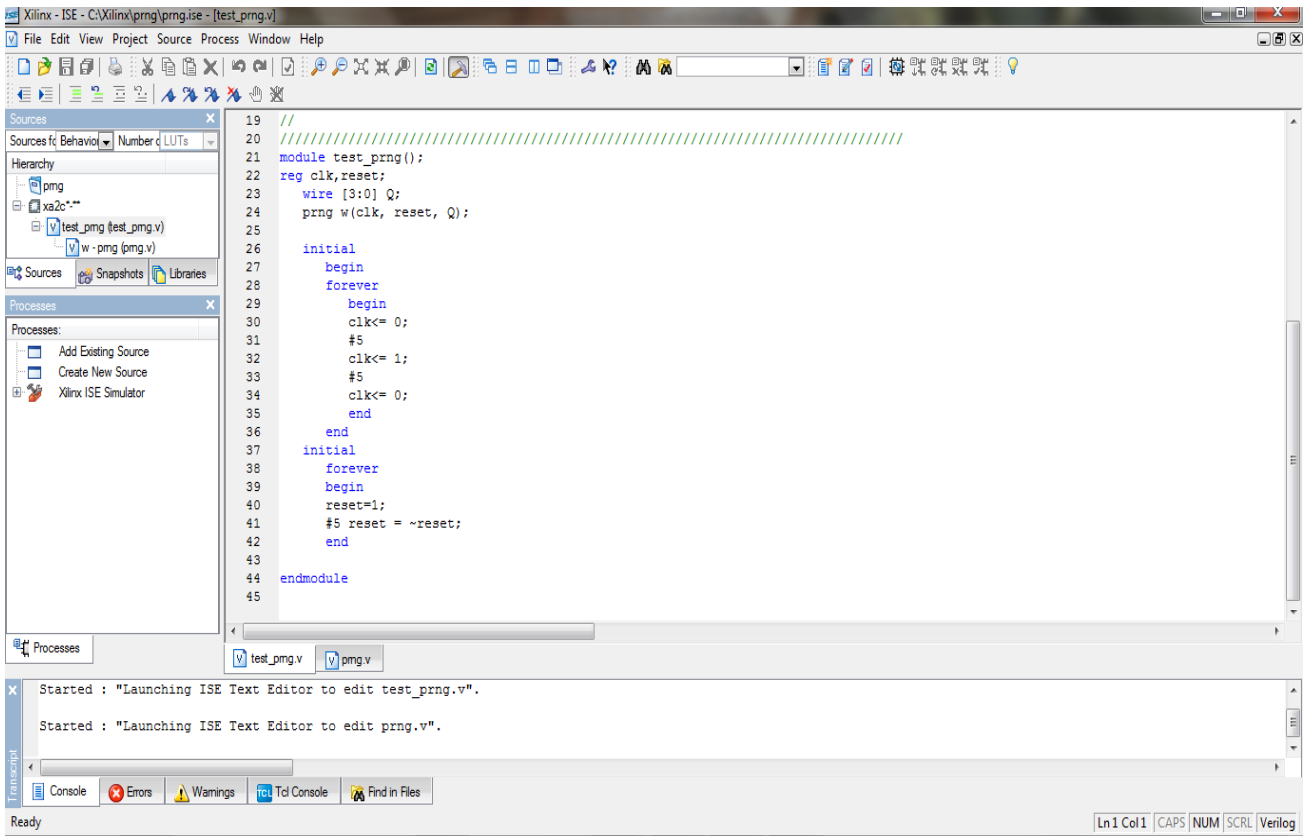 Xilinx - ISE - C:\Xilinx\prng\prng.ise - [test_prng.v]
File Edit View Project Source Process Window Help
Sources
Sources fo Behavior Number o LUTs
Hierarchy
prng
xa2c*-**
test_prng (test_prng.v)
w - prng (prng.v)
Sources Snapshots Libraries
Processes
Processes:
Add Existing Source
Create New Source
Xilinx ISE Simulator
Processes
19 //
20 //////////////////////////////////////////////////////////////////////////////////
21 module test_prng();
22 reg clk,reset;
23 wire [3:0] Q;
24 prng w(clk, reset, Q);
25
26 initial
27 begin
28 forever
29 begin
30 clk<= 0;
31 #5
32 clk<= 1;
33 #5
34 clk<= 0;
35 end
36 end
37 initial
38 forever
39 begin
40 reset=1;
41 #5 reset = ~reset;
42 end
43
44 endmodule
45
test_prng.v prng.v
Started : "Launching ISE Text Editor to edit test_prng.v".
Started : "Launching ISE Text Editor to edit prng.v".
Transcript
Console Errors Warnings Tcl Console Find in Files
Ready
Ln 1 Col 1 CAPS NUM SCRL Verilog